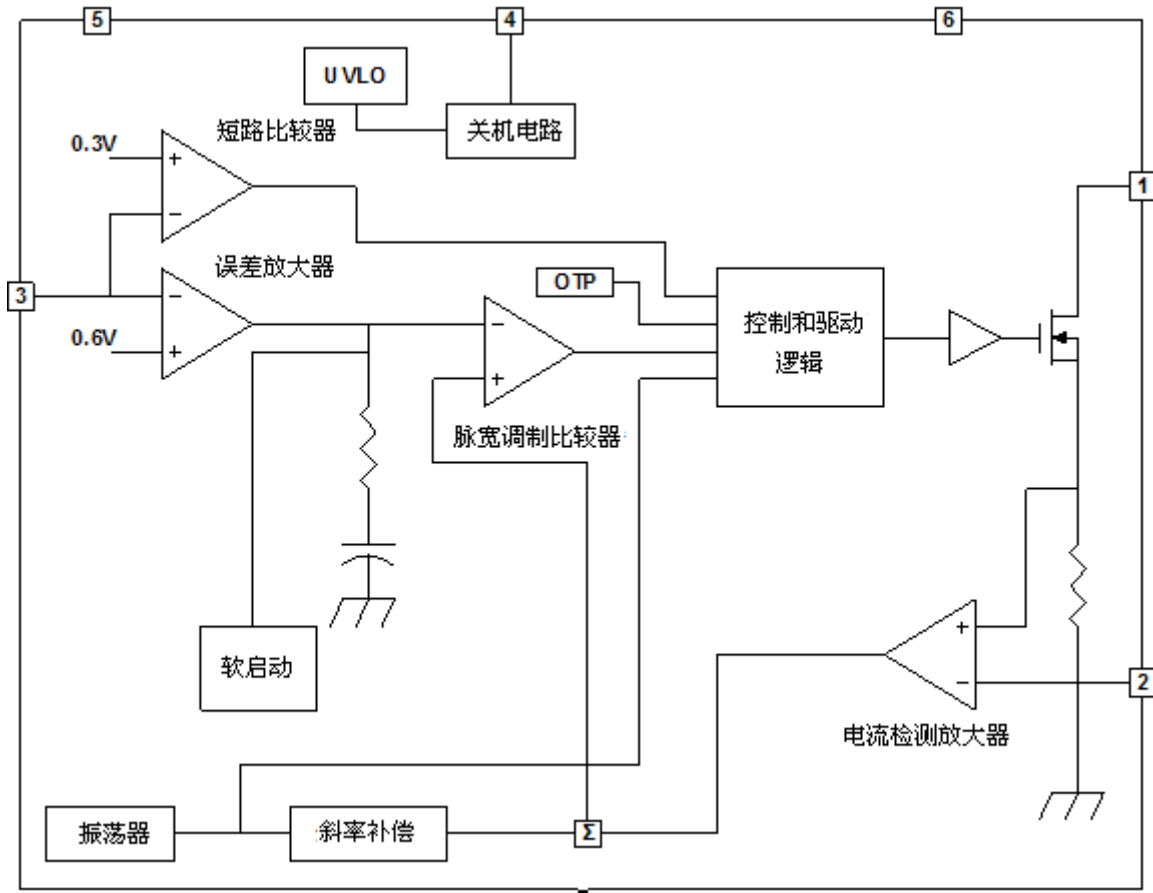 5
4
6
UVLO
关机电路
短路比较器
0.3V
+
−
1
误差放大器
3
−
0.6V
+
OTP
−
+
控制和驱动
逻辑
脉宽调制比较器
软启动
+
−
2
电流检测放大器
振荡器
斜率补偿
Σ